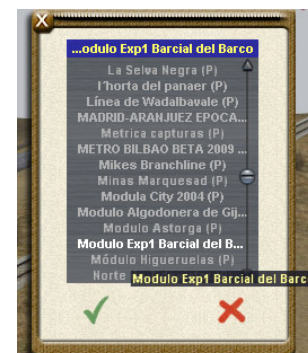 ...odulo Exp1 Barcial del Barco
La Selva Negra (P)
l'horta del panaer (P)
Línea de Wadalbavale (P)
MADRID-ARANJUEZ EPOCA...
Metrica capturas (P)
METRO BILBAO BETA 2009 ...
Mikes Branchline (P)
Minas Marquesad (P)
Modula City 2004 (P)
Modulo Algodonera de Gij...
Modulo Astorga (P)
Modulo Exp1 Barcial del B...
Módulo Higueruelas (P)
Norte
Modulo Exp1 Barcial del Barc